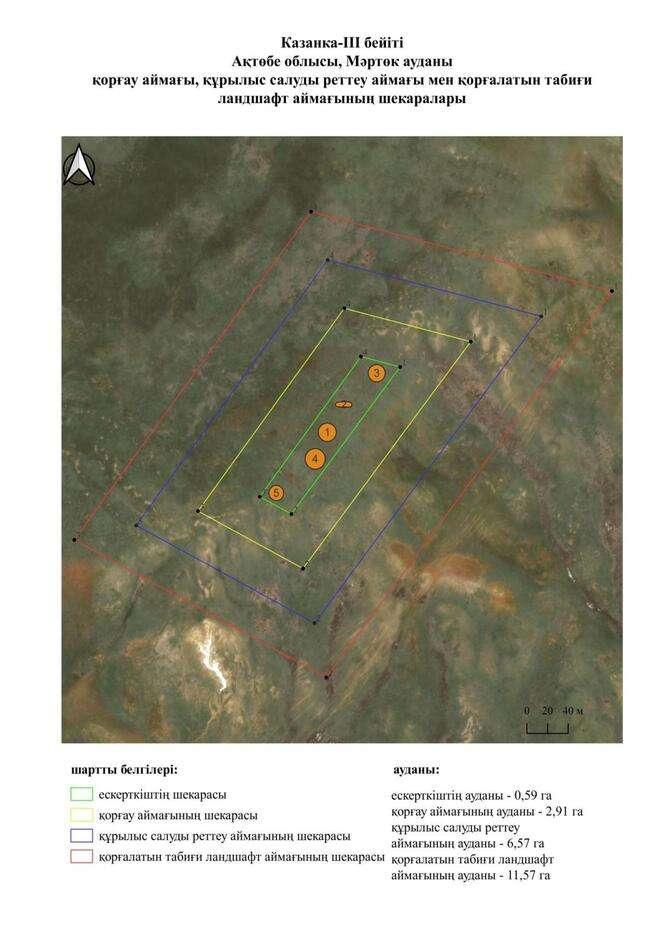 Казанка-III бейіті
Ақтөбе облысы, Мәртөк ауданы
қорғау аймағы, құрылыс салуды реттеу аймағы мен қорғалатын табиғи
ландшафт аймағының шекаралары
3
2
1
4
5
0 20 40 м
шартты белгілері:
ескерткіштің шекарасы
қорғау аймағының шекарасы
құрылыс салуды реттеу аймағының шекарасы
қорғалатын табиғи ландшафт аймағының шекарасы
ауданы:
ескерткіштің ауданы - 0,59 га
қорғау аймағының ауданы - 2,91 га
құрылыс салуды реттеу
аймағының ауданы - 6,57 га
қорғалатын табиғи ландшафт
аймағының ауданы - 11,57 га